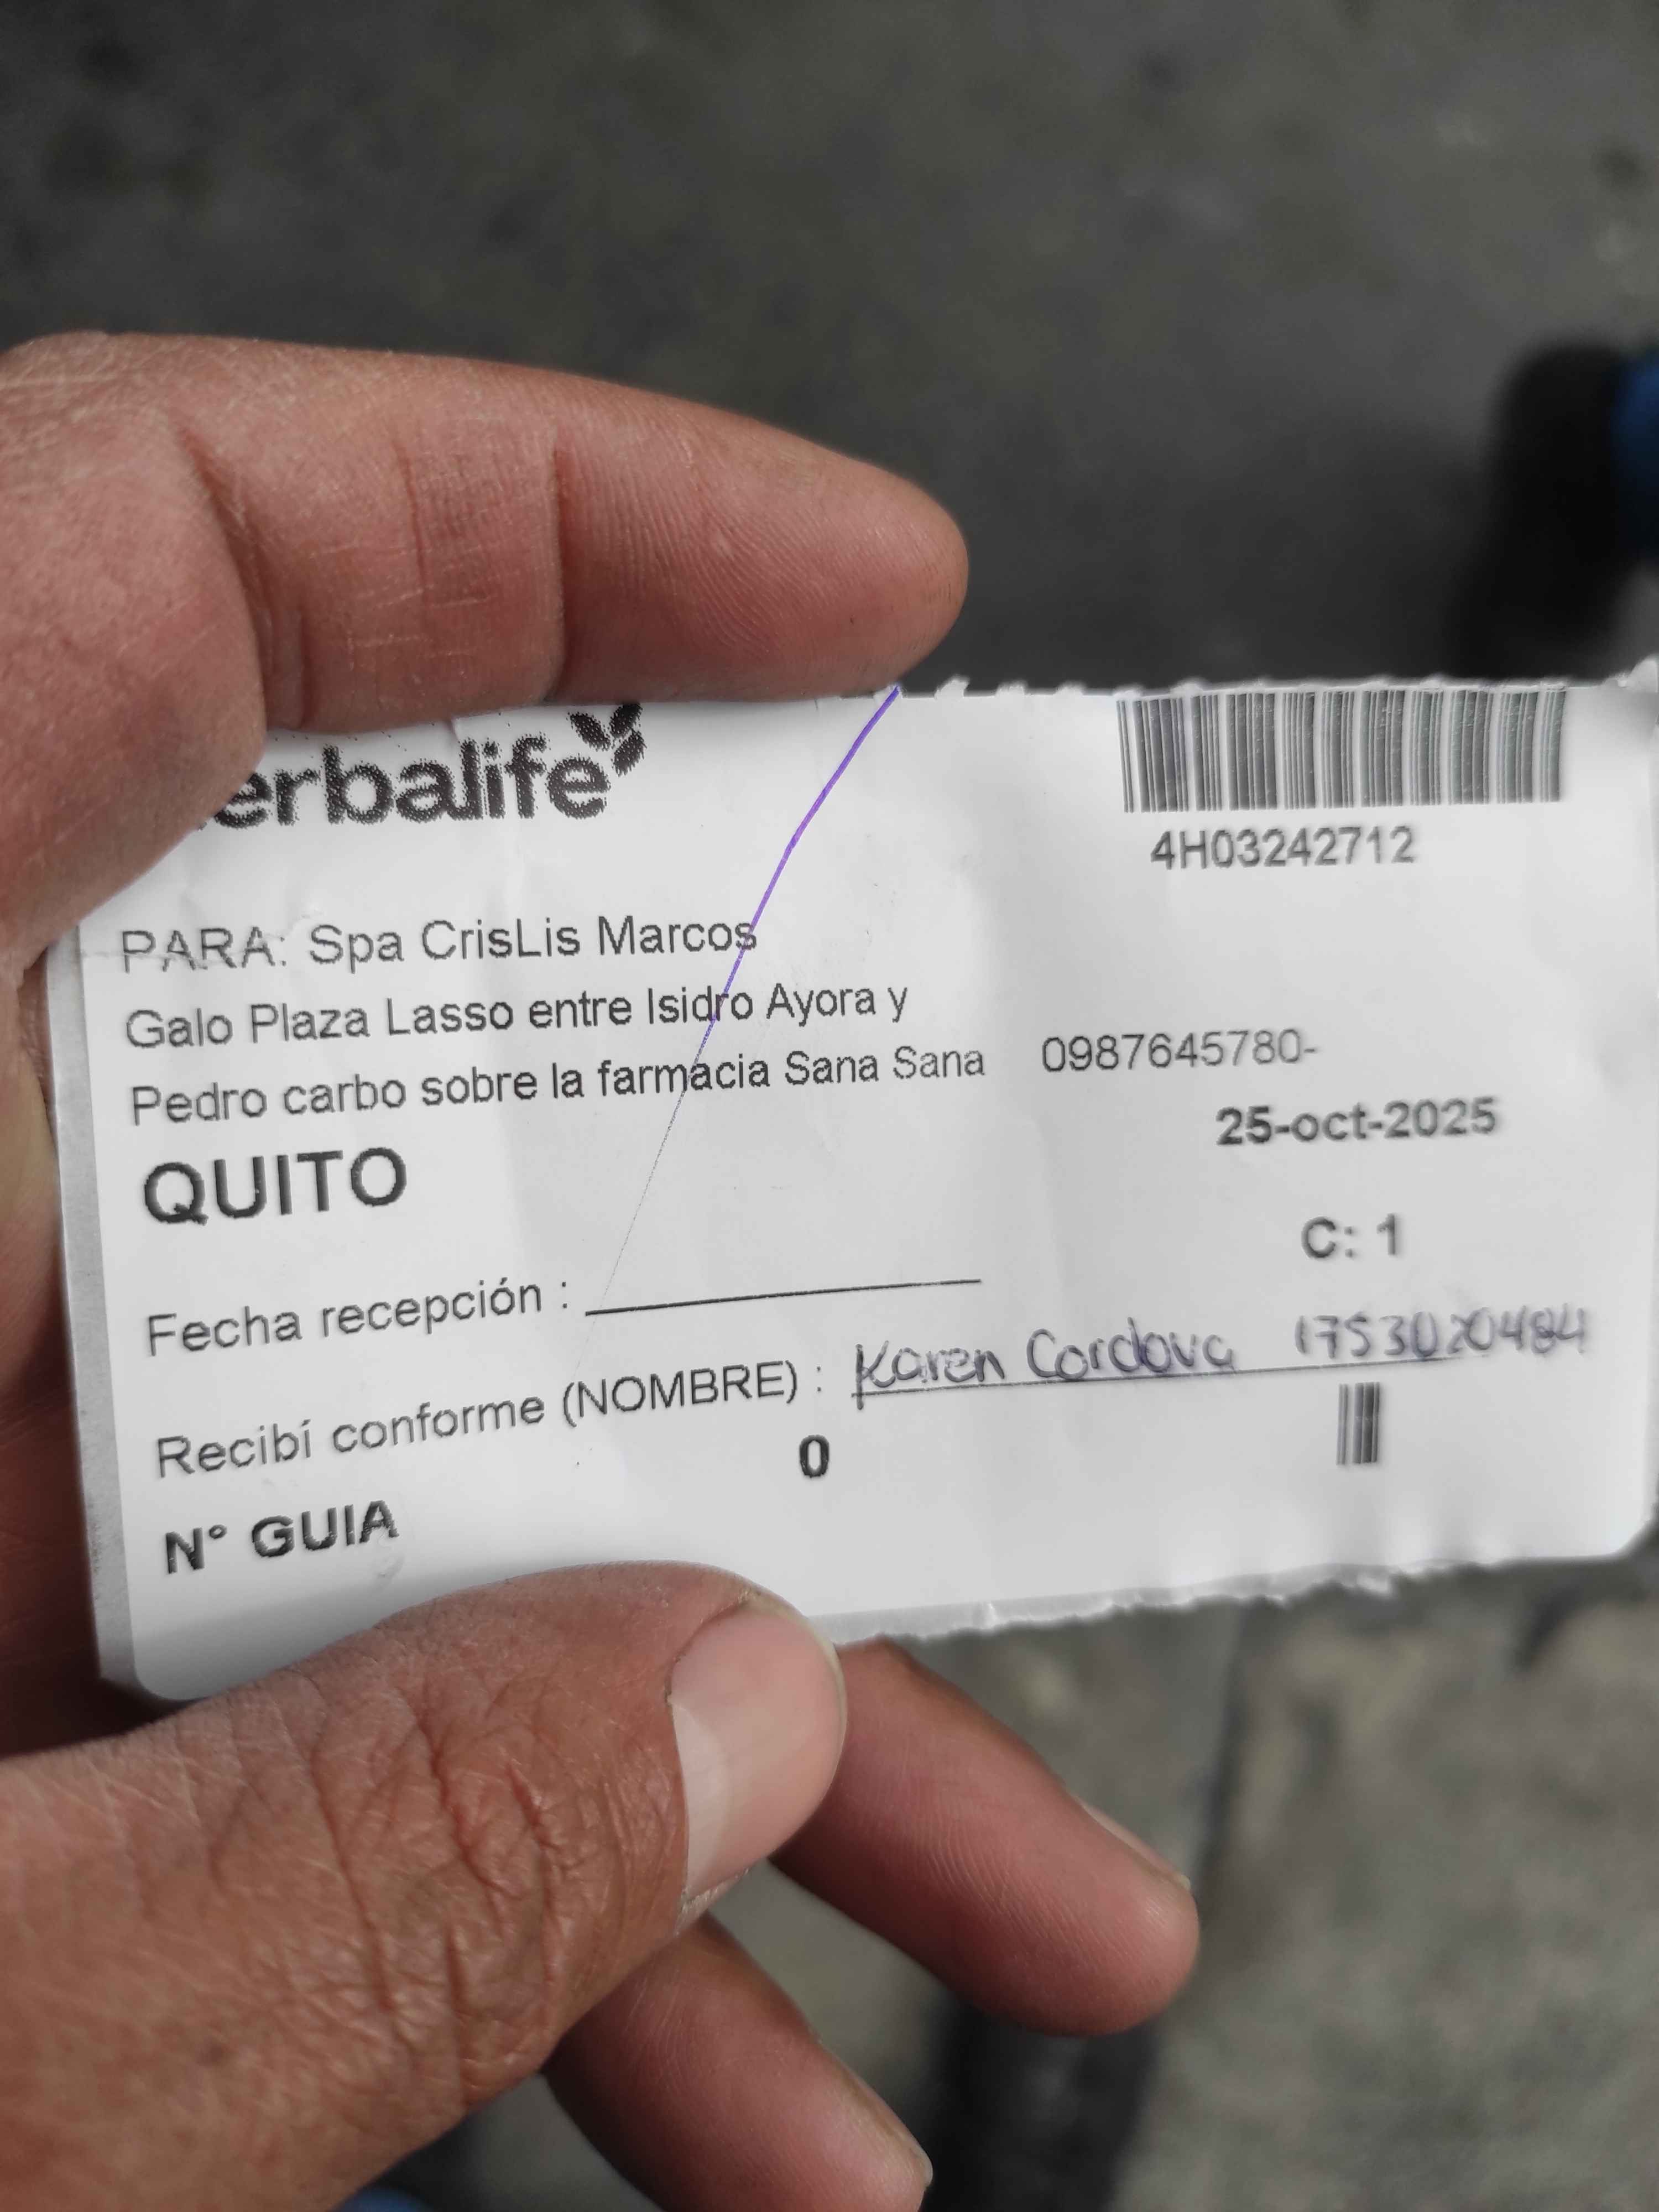 erbalife
4H03242712
PARA: Spa CrisLis Marcos
Galo Plaza Lasso entre Isidro Ayora y
Pedro carbo sobre la farmacia Sana Sana 0987645780-
25-oct-2025
QUITO
C: 1
Fecha recepción :
Recibí conforme (NOMBRE) : Karen Cordova 1753020484
0
N° GUIA